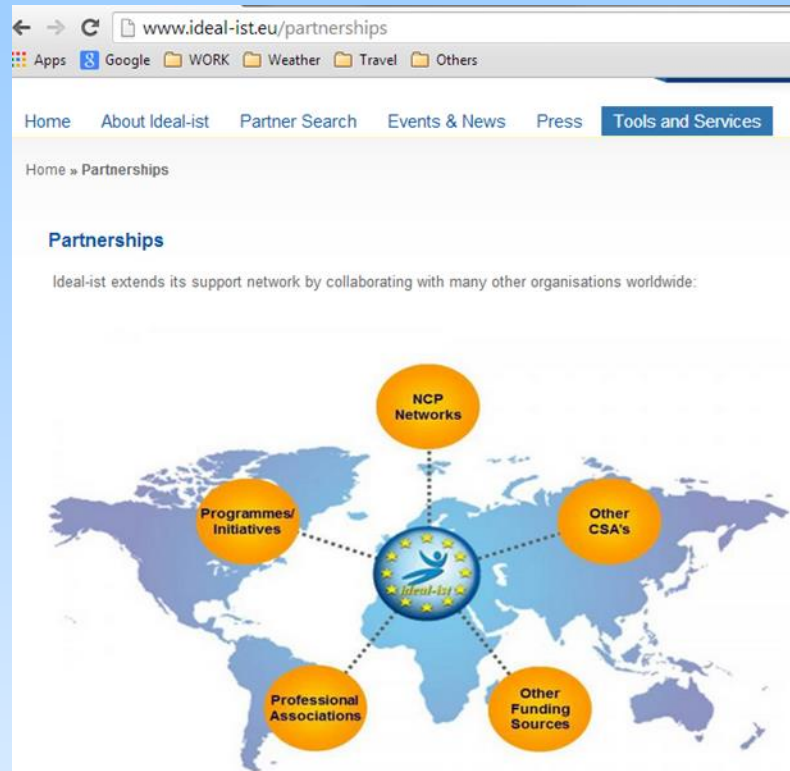 www.ideal-ist.eu/partnerships
Apps Google WORK Weather Travel Others
Home About Ideal-ist Partner Search Events & News Press Tools and Services
Home » Partnerships
Partnerships
Ideal-ist extends its support network by collaborating with many other organisations worldwide:
NCP
Networks
Programmes/
Initiatives
Other
CSA's
ideal-ist
Professional
Associations
Other
Funding
Sources